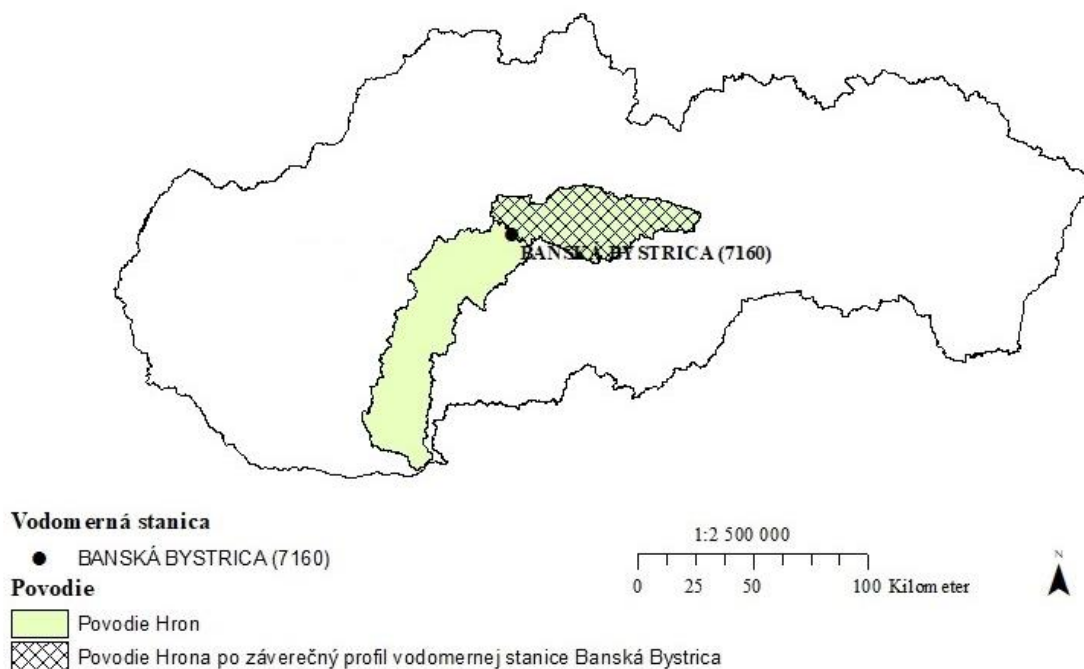 BANSKÁ BYSTRICA (7160)
Vodomerná stanica
BANSKÁ BYSTRICA (7160)
Povodie
Povodie Hron
Povodie Hrona po záverečný profil vodomernej stanice Banská Bystrica
1:2 500 000
0 25 50 100 Kilometer
N